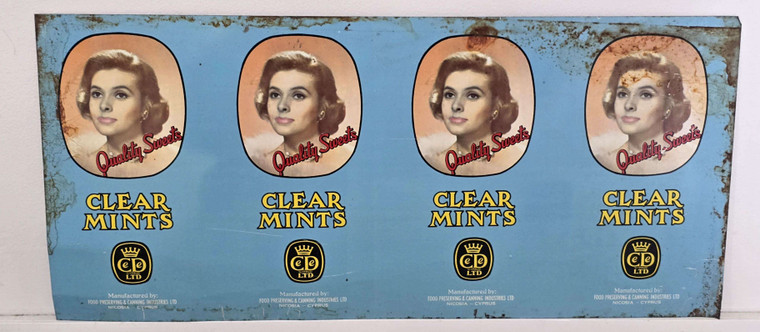 Quality Sweets
CLEAR
MINTS
LTD
Manufactured by:
FOOD PRESERVING & CANNING INDUSTRIES LTD
NICOSIA - CYPRUS
Quality Sweets
CLEAR
MINTS
LTD
Manufactured by:
FOOD PRESERVING & CANNING INDUSTRIES LTD
NICOSIA - CYPRUS
Quality Sweets
CLEAR
MINTS
LTD
Manufactured by:
FOOD PRESERVING & CANNING INDUSTRIES LTD
NICOSIA - CYPRUS
Quality Sweets
CLEAR
MINTS
LTD
Manufactured by:
FOOD PRESERVING & CANNING INDUSTRIES LTD
NICOSIA - CYPRUS